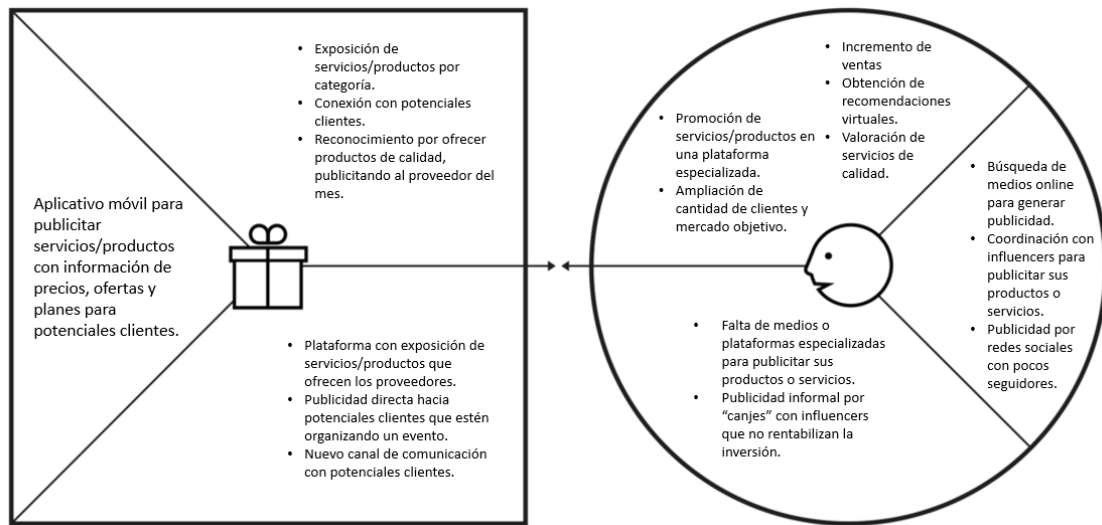 • Exposición de
servicios/productos por
categoría.
• Conexión con potenciales
clientes.
• Reconocimiento por ofrecer
productos de calidad,
publicitando al proveedor del
mes.
Aplicativo móvil para
publicitar
servicios/productos
con información de
precios, ofertas y
planes para
potenciales clientes.
• Plataforma con exposición de
servicios/productos que
ofrecen los proveedores.
• Publicidad directa hacia
potenciales clientes que estén
organizando un evento.
• Nuevo canal de comunicación
con potenciales clientes.
• Incremento de
ventas
• Obtención de
recomendaciones
virtuales.
• Valoración de
servicios de
calidad.
• Promoción de
servicios/productos en
una plataforma
especializada.
• Ampliación de
cantidad de clientes y
mercado objetivo.
• Búsqueda de
medios online
para generar
publicidad.
• Coordinación con
influencers para
publicitar sus
productos o
servicios.
• Publicidad por
redes sociales
con pocos
seguidores.
• Falta de medios o
plataformas especializadas
para publicitar sus
productos o servicios.
• Publicidad informal por
“canjes” con influencers
que no rentabilizan la
inversión.